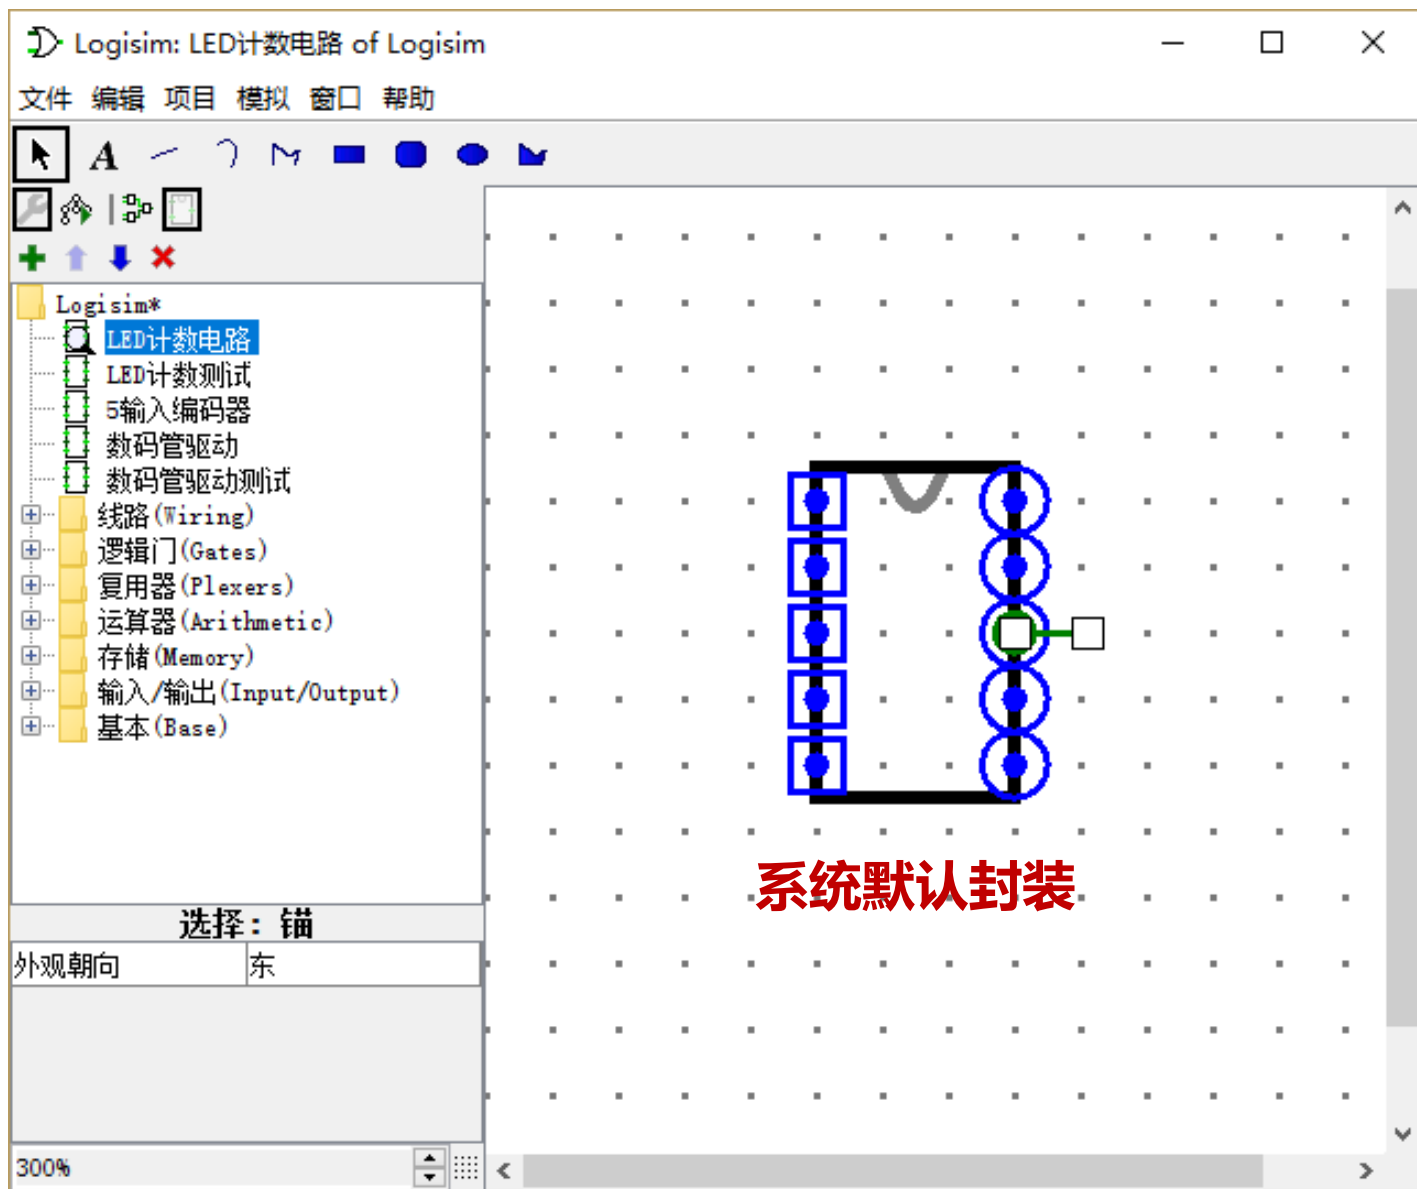 Logisim: LED计数电路 of Logisim
文件 编辑 项目 模拟 窗口 帮助
A
Logisim*
LED计数电路
LED计数测试
5输入编码器
数码管驱动
数码管驱动测试
线路(Wiring)
逻辑门(Gates)
复用器(Plexers)
运算器(Arithmetic)
存储(Memory)
输入/输出(Input/Output)
基本(Base)
系统默认封装
选择: 锚
外观朝向 东
300%